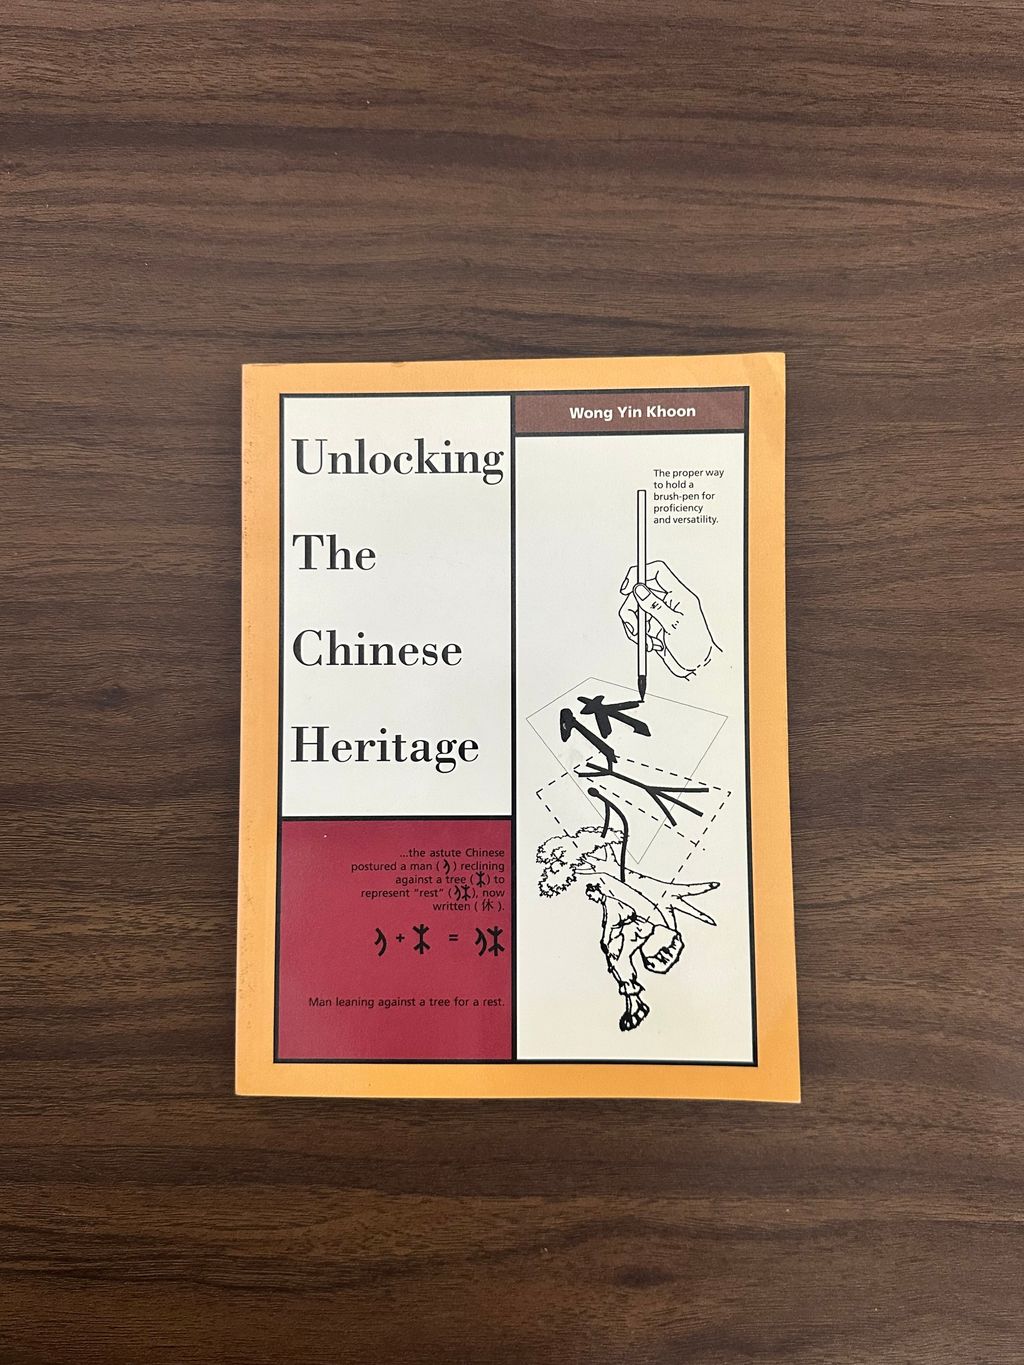 Unlocking
The
Chinese
Heritage
Wong Yin Khoon
The proper way
to hold a
brush-pen for
proficiency
and versatility.
...the astute Chinese
postured a man ( ) reclining
against a tree ( ) to
represent “rest” ( ), now
written ( 休 ).
+ =
Man leaning against a tree for a rest.